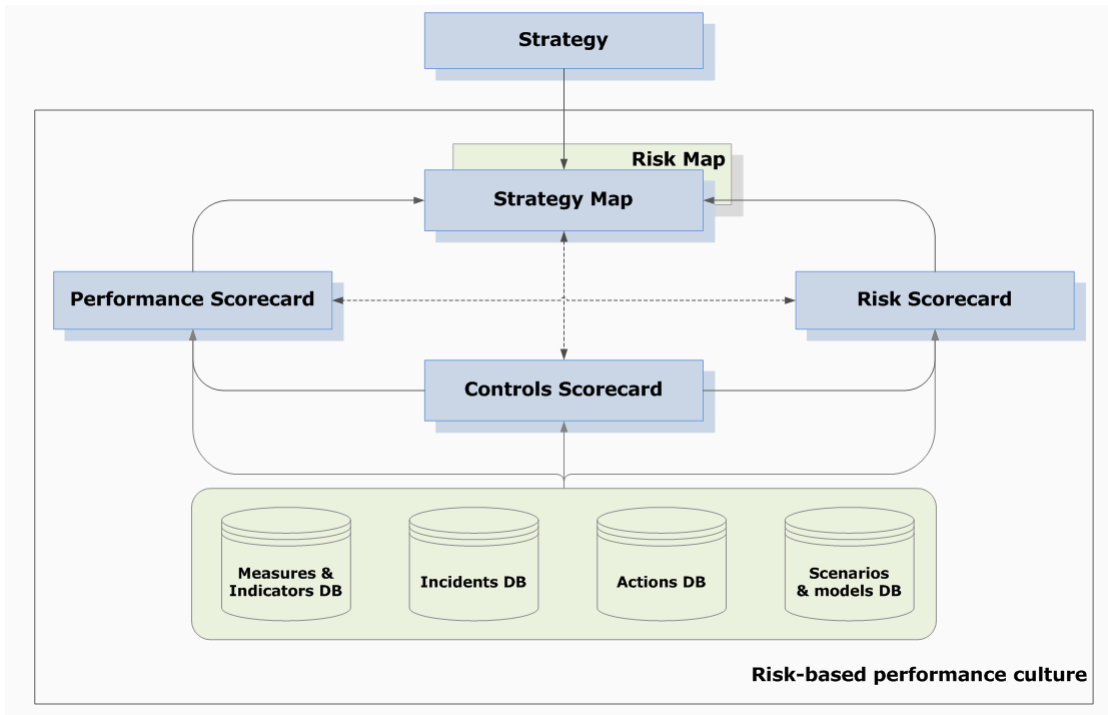 Strategy
Risk Map
Strategy Map
Performance Scorecard
Risk Scorecard
Controls Scorecard
Measures &
Indicators DB
Incidents DB
Actions DB
Scenarios
& models DB
Risk-based performance culture